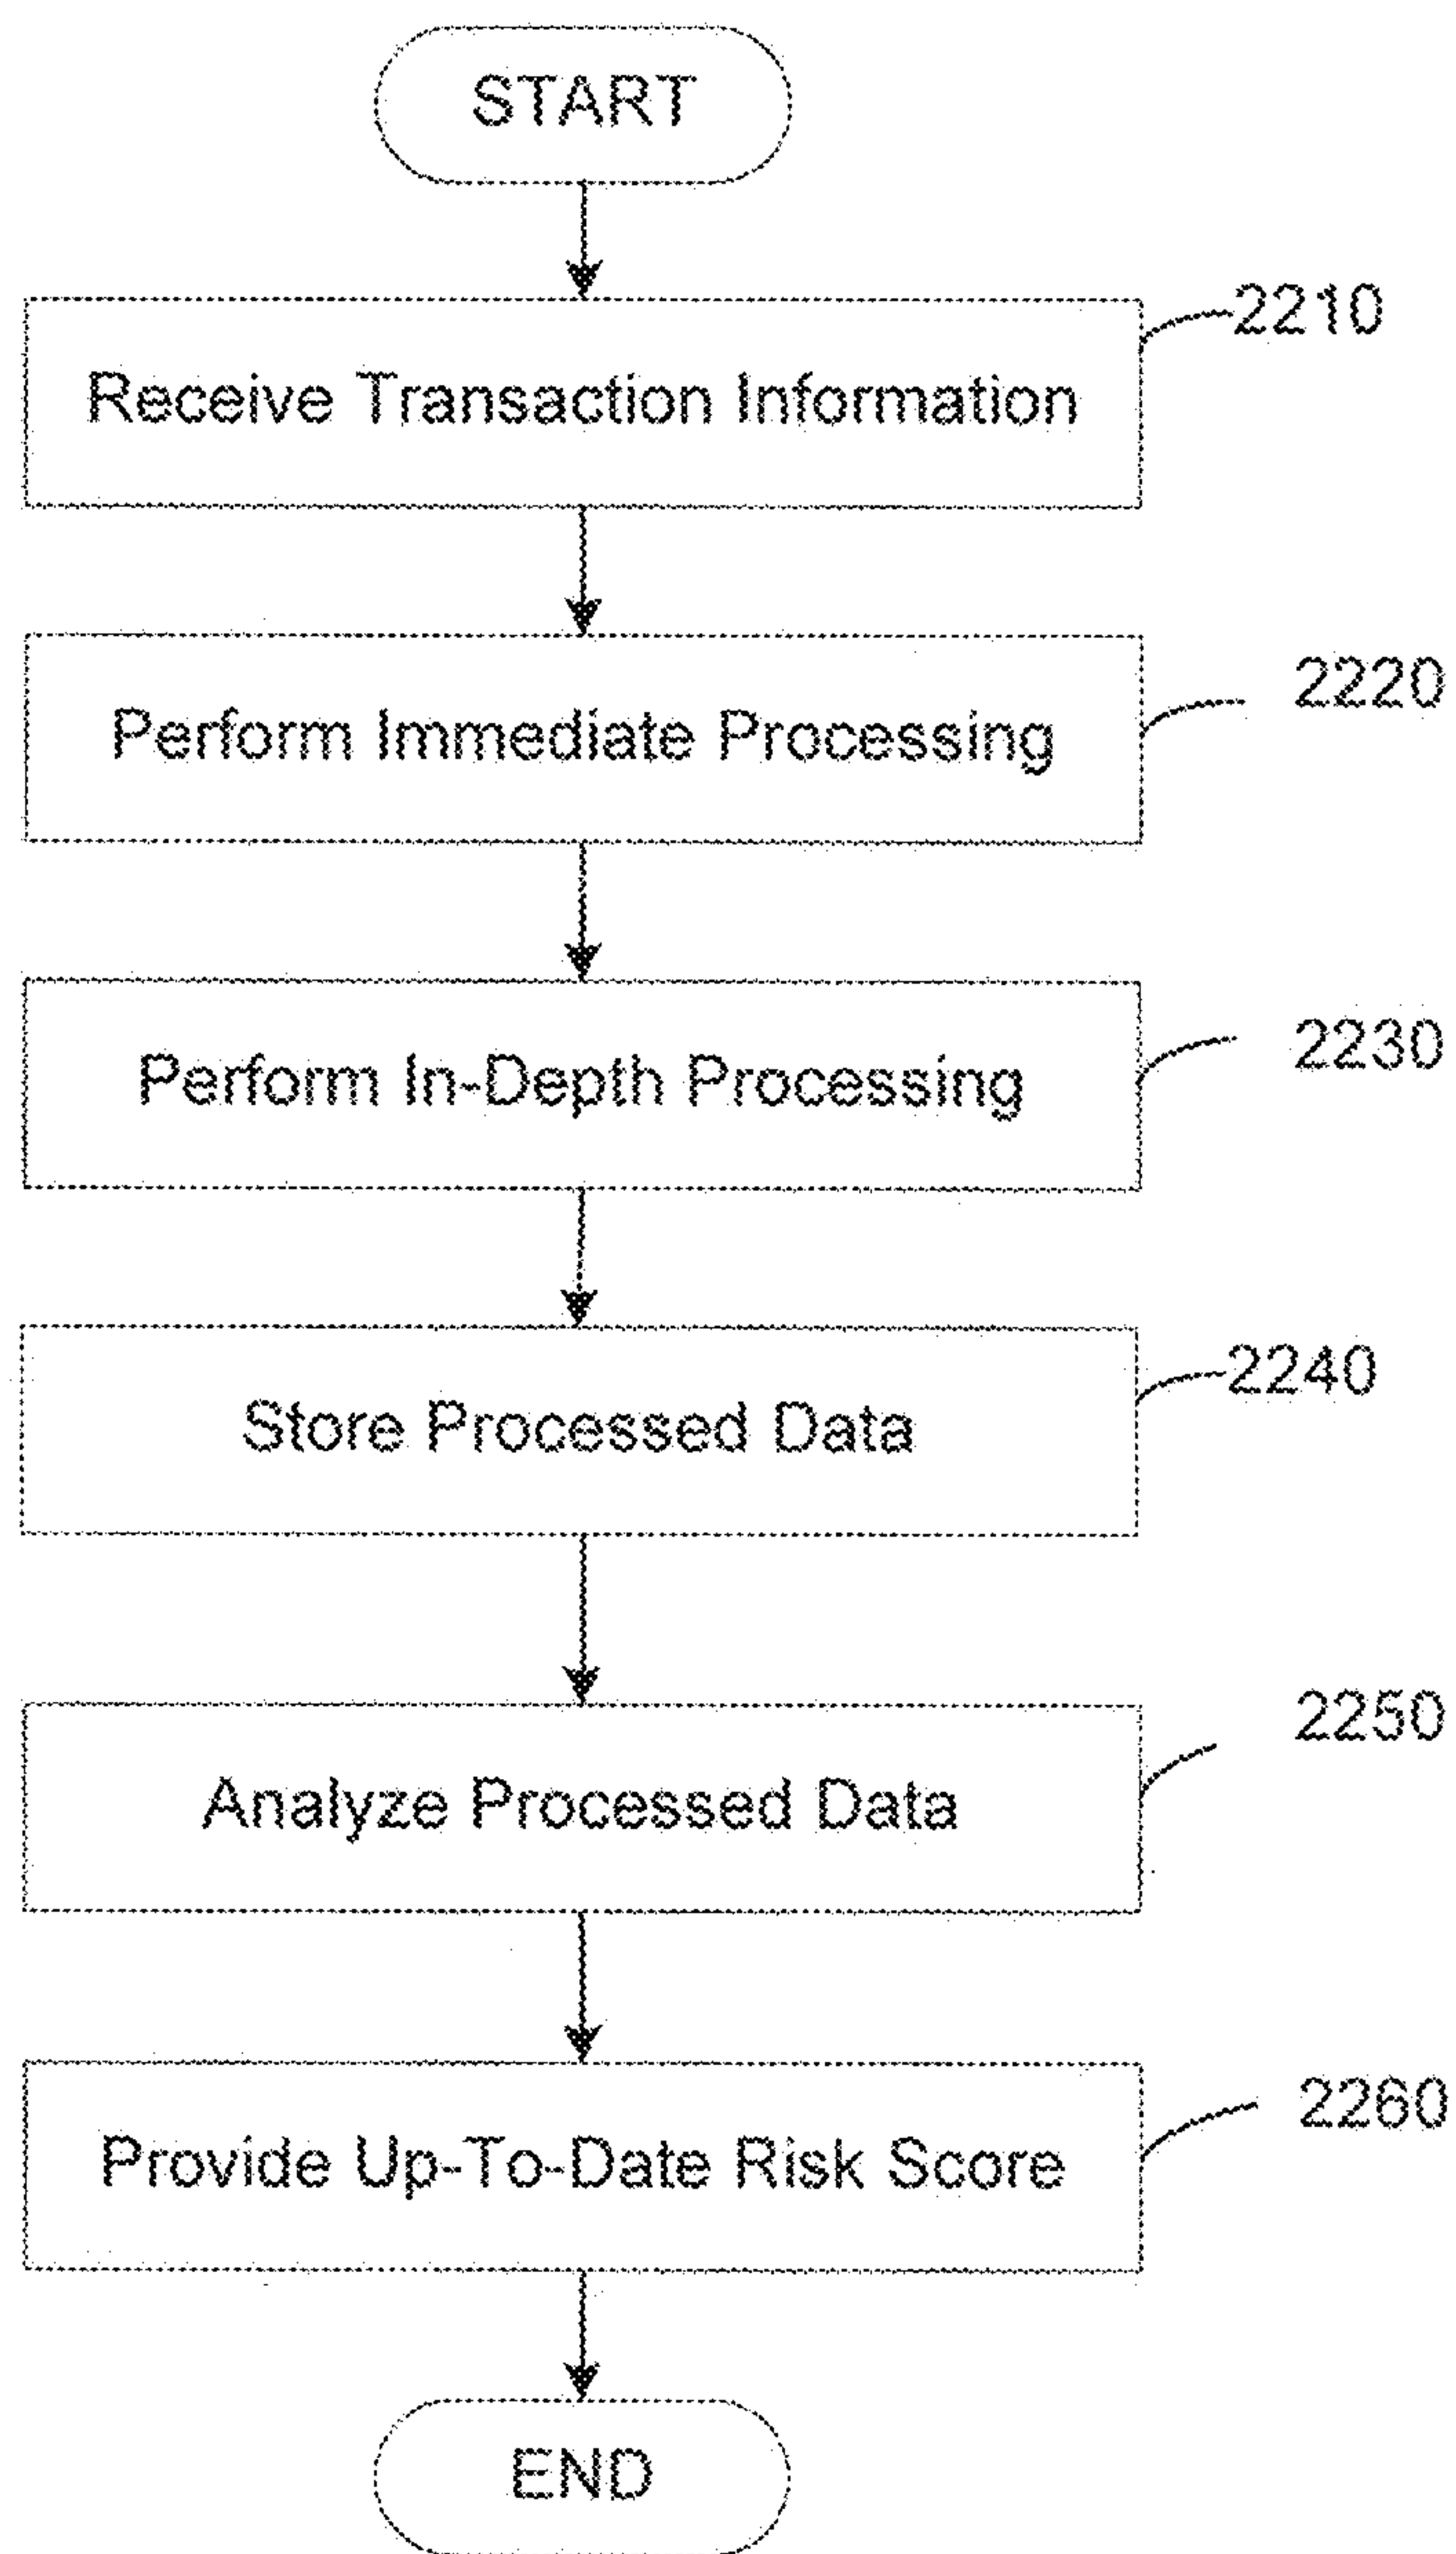 START
2210
Receive Transaction Information
2220
Perform Immediate Processing
2230
Perform In-Depth Processing
2240
Store Processed Data
2250
Analyze Processed Data
2260
Provide Up-To-Date Risk Score
END